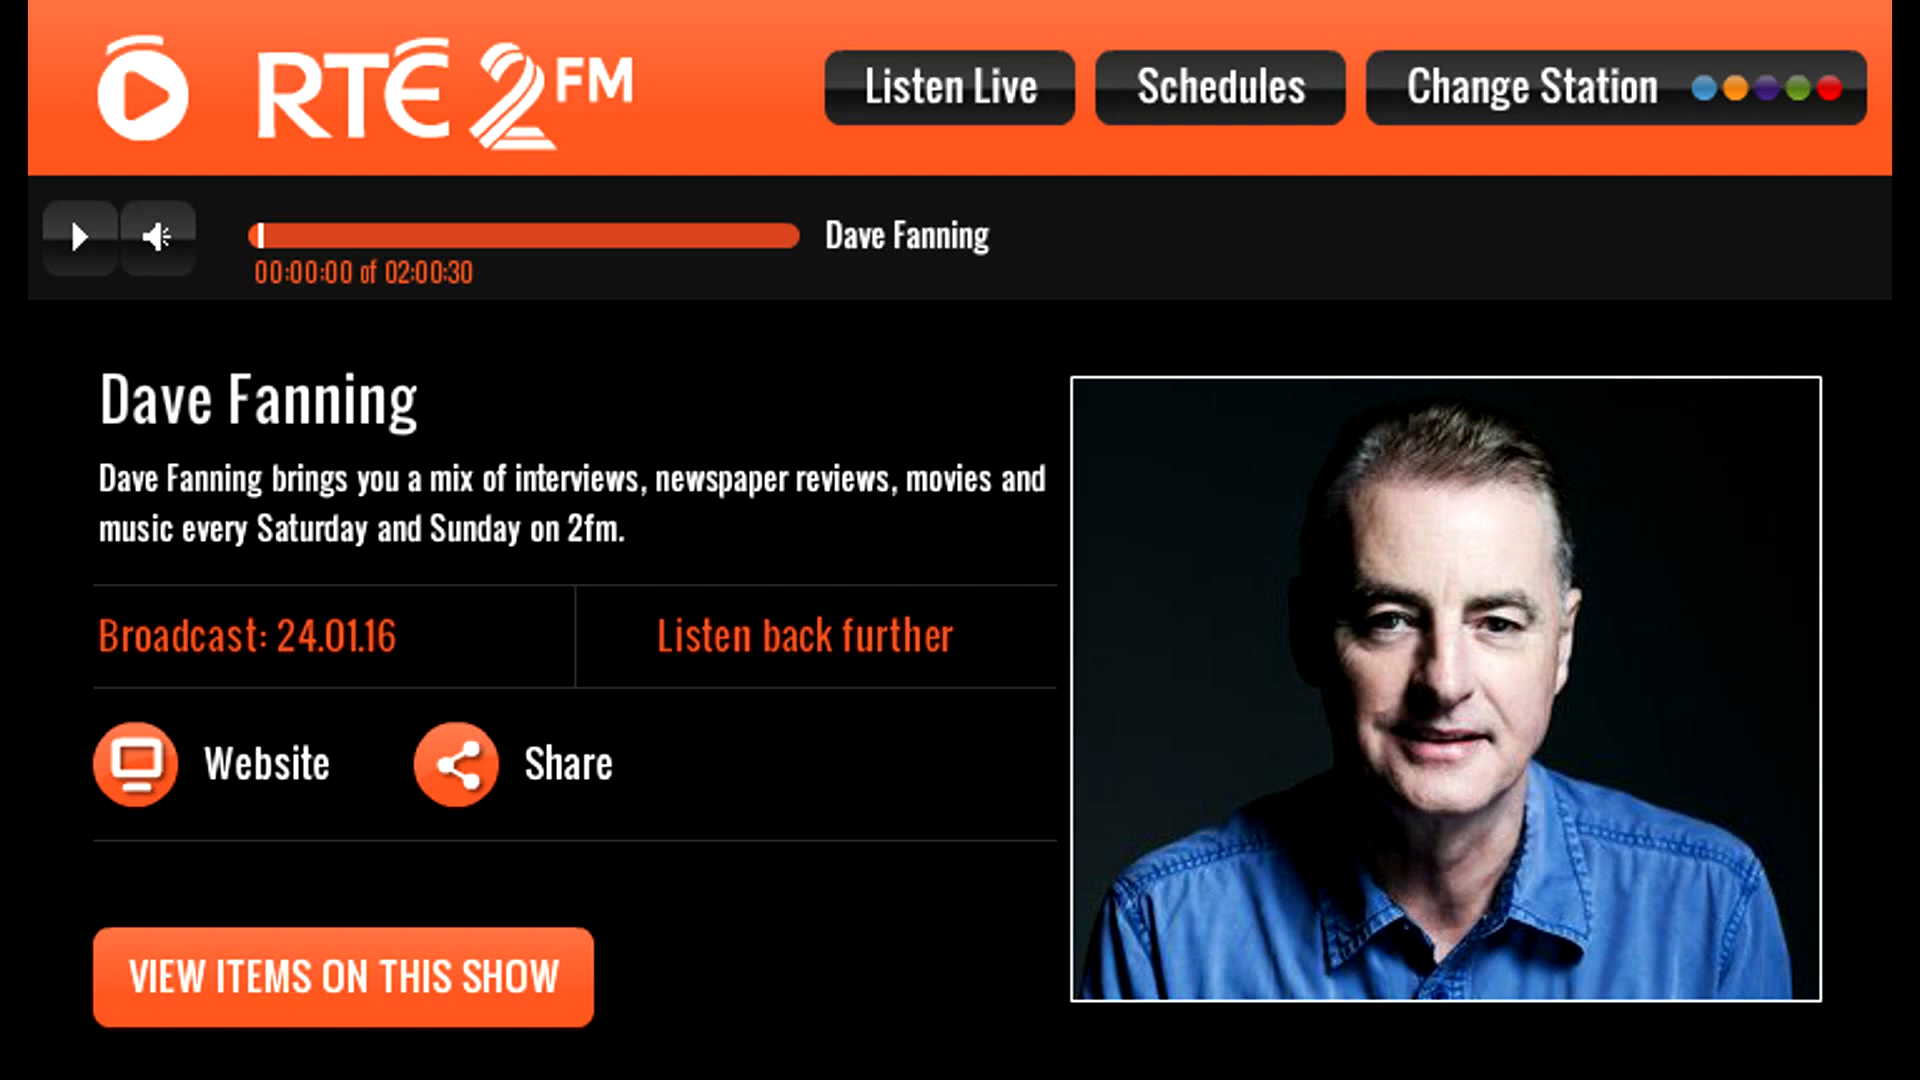 RTÉ 2FM
Listen Live
Schedules
Change Station
Dave Fanning
00:00:00 of 02:00:30
Dave Fanning
Dave Fanning brings you a mix of interviews, newspaper reviews, movies and
music every Saturday and Sunday on 2fm.
Broadcast: 24.01.16
Listen back further
Website
Share
VIEW ITEMS ON THIS SHOW